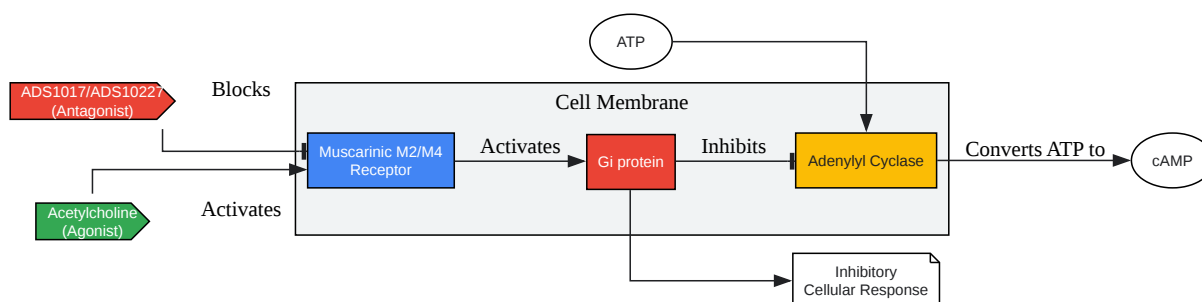 ATP
ADS1017/ADS10227
(Antagonist)
Blocks
Cell Membrane
Muscarinic M2/M4
Receptor
Activates
Gi protein
Inhibits
Adenylyl Cyclase
Converts ATP to
cAMP
Activates
Acetylcholine
(Agonist)
Inhibitory
Cellular Response